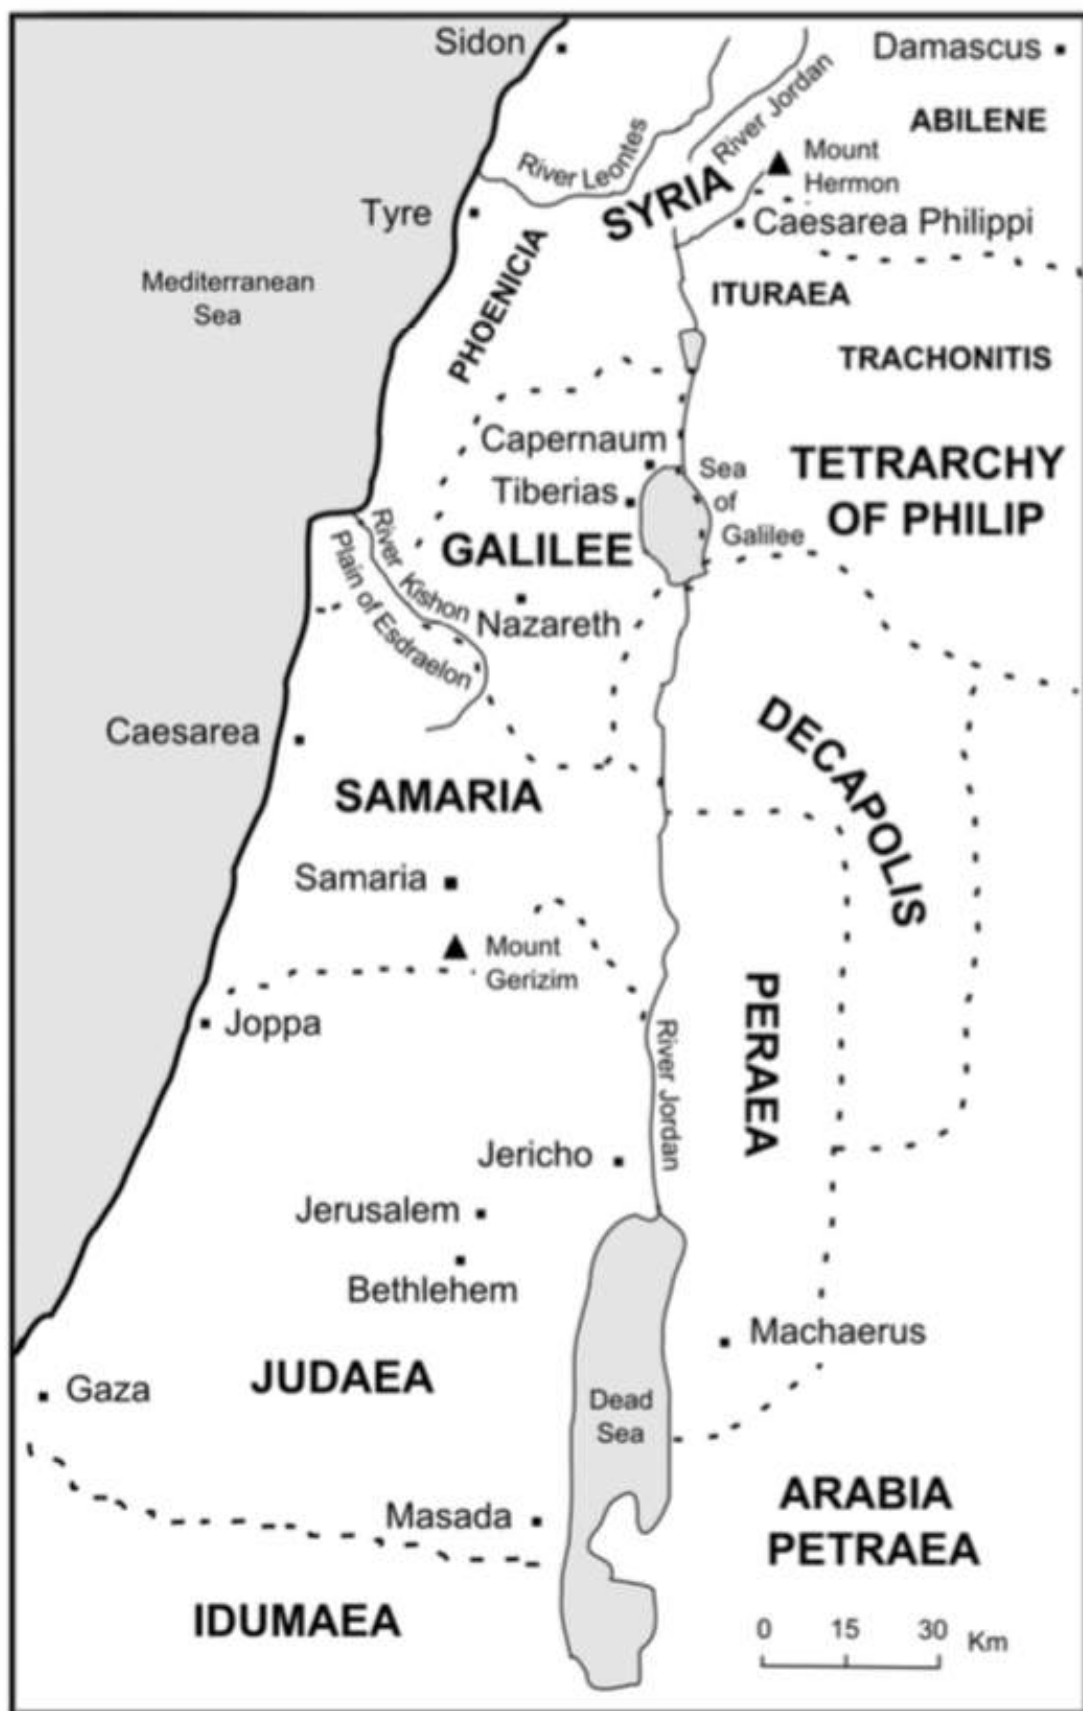 Sidon
Damascus
River Jordan
ABILENE
River Leontes
Mount
Hermon
SYRIA
Tyre
Caesarea Philippi
Mediterranean
Sea
PHOENICIA
ITURAEA
TRACHONITIS
Capernaum
Sea
of
Galilee
TETRARCHY
OF PHILIP
Tiberias
GALILEE
River Kishon
Plain of Esdraelon
Nazareth
Caesarea
DECAPOLIS
SAMARIA
Samaria
Mount
Gerizim
PERAEA
Joppa
River Jordan
Jericho
Jerusalem
Bethlehem
Machaerus
JUDAEA
Gaza
Dead
Sea
Masada
ARABIA
PETRAEA
IDUMAEA
0 15 30 Km